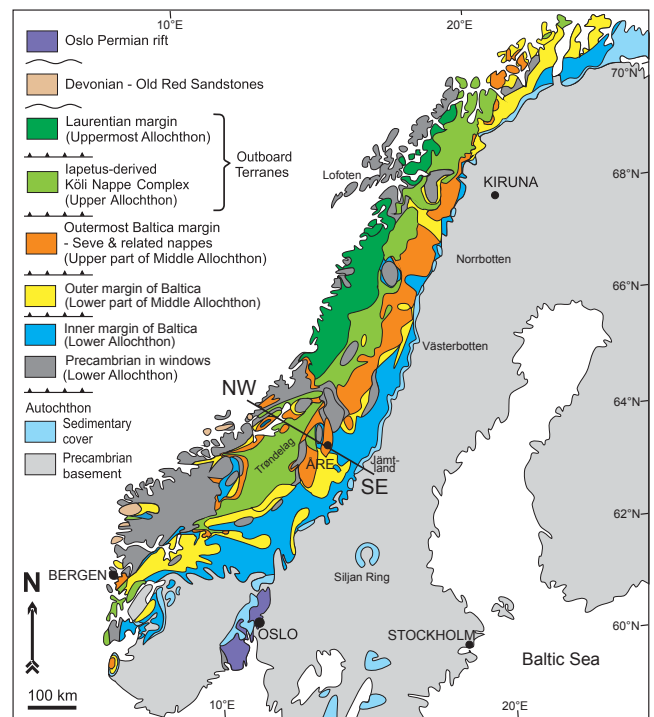 10°E
20°E
Oslo Permian rift
Devonian - Old Red Sandstones
Laurentian margin
(Uppermost Allochthon)
Outboard
Terranes
Iapetus-derived
Köli Nappe Complex
(Upper Allochthon)
Outermost Baltica margin
- Seve & related nappes
(Upper part of Middle Allochthon)
Outer margin of Baltica
(Lower part of Middle Allochthon)
Inner margin of Baltica
(Lower Allochthon)
Precambrian in windows
(Lower Allochthon)
Autochthon
Sedimentary
cover
Precambrian
basement
70°N
Lofoten
68°N
KIRUNA
Norrbotten
66°N
Västerbotten
NW
64°N
Trøndelag
ÅRE
Jämt-
land
SE
62°N
Siljan Ring
N
BERGEN
OSLO
STOCKHOLM
60°N
Baltic Sea
100 km
10°E
20°E